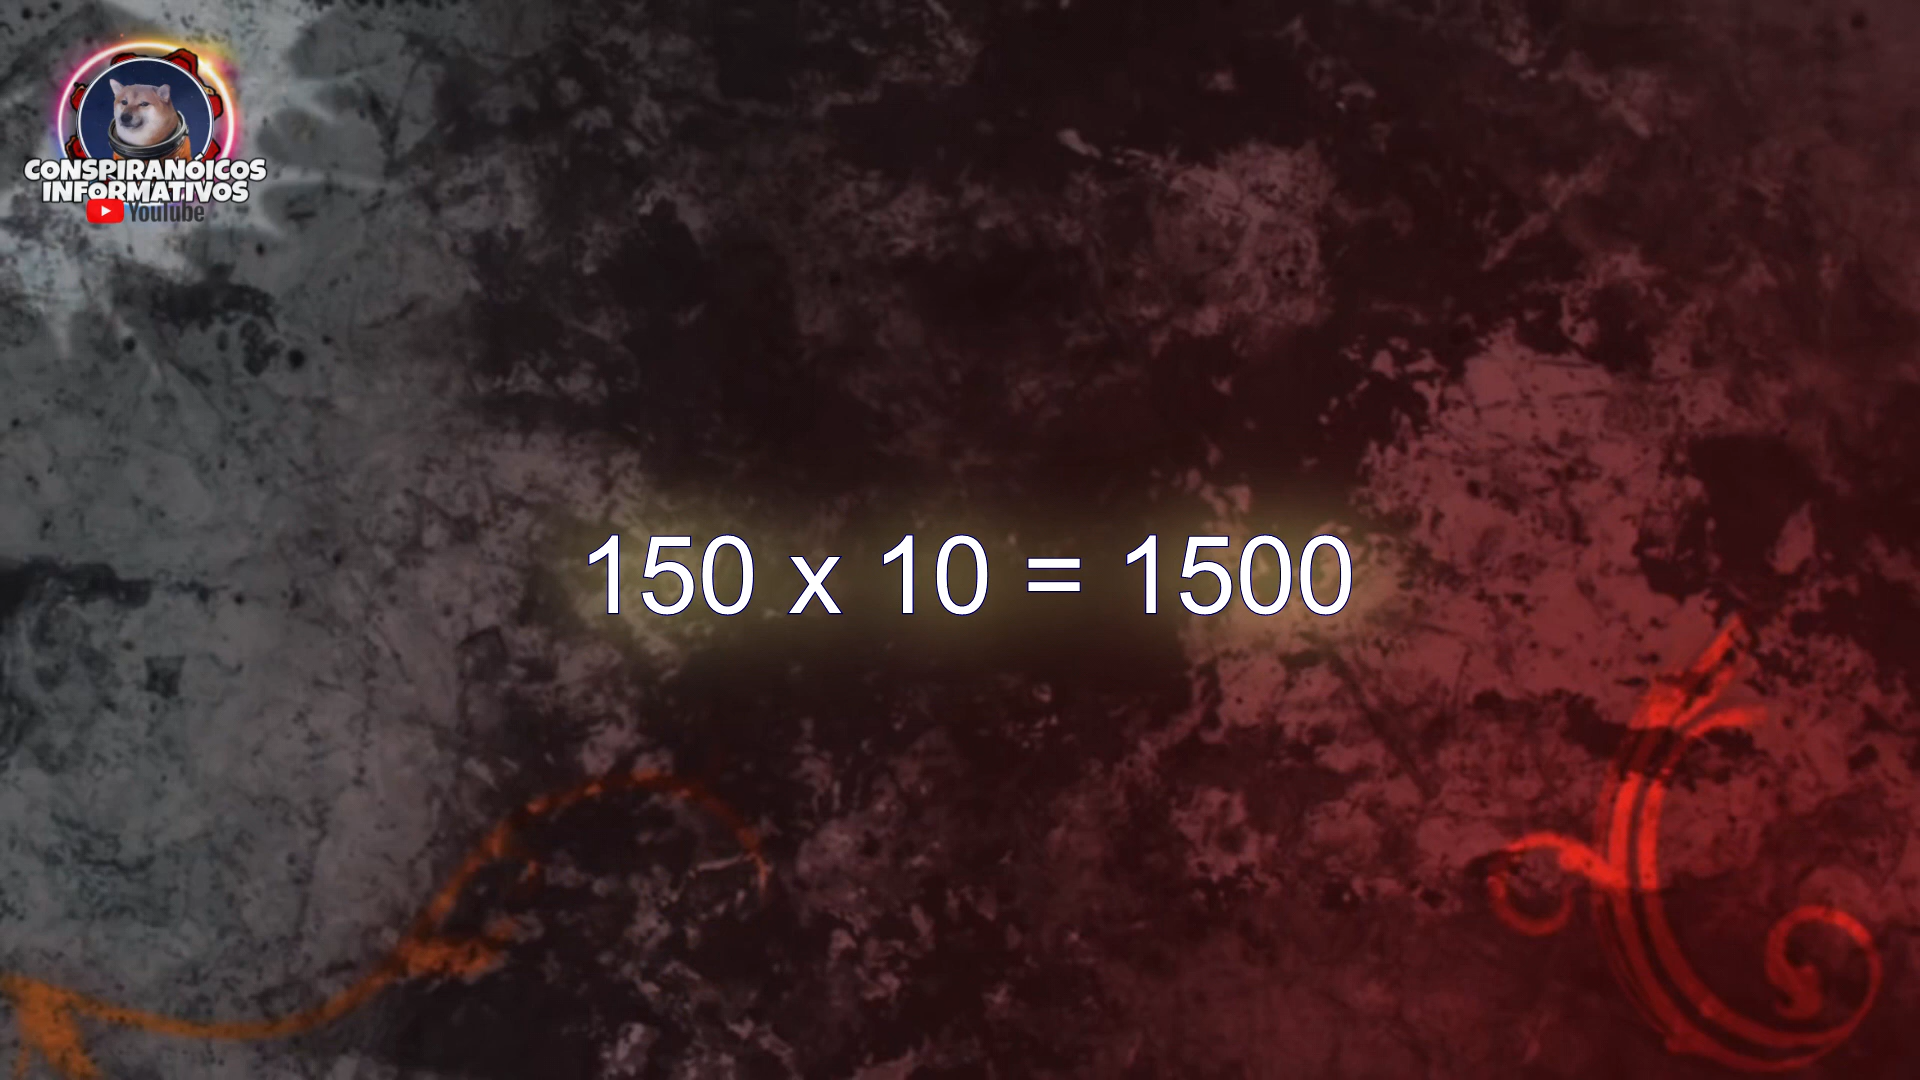 CONSPIRANÓICOS
INFORMATIVOS
YouTube
150 x 10 = 1500